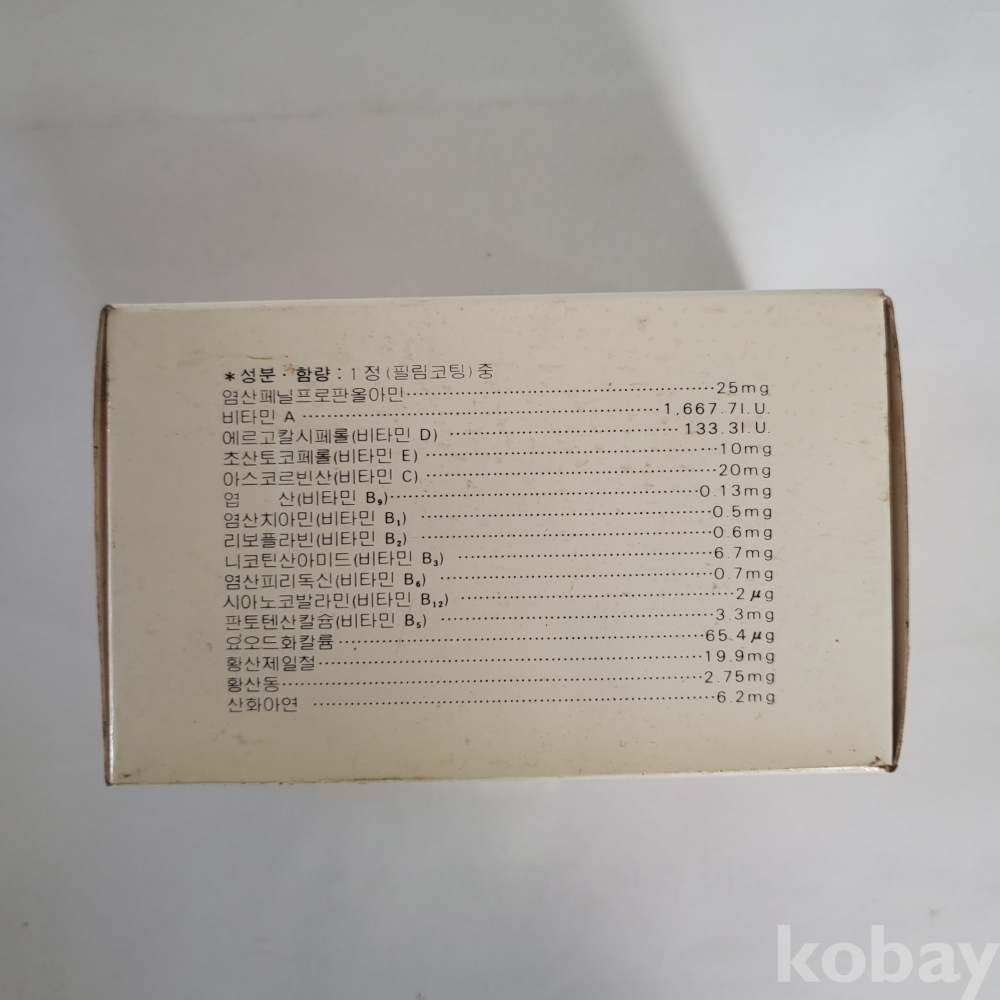 *성분·함량 : 1정(필림코팅)중
염산페닐프로판올아민 25mg
비타민 A 1,667.7I.U.
에르고칼시페롤(비타민 D) 133.3I.U.
초산토코페롤(비타민 E) 10mg
아스코르빈산(비타민 C) 20mg
엽 산(비타민 B₉) 0.13mg
염산치아민(비타민 B₁) 0.5mg
리보플라빈(비타민 B₂) 0.6mg
니코틴산아미드(비타민 B₃) 6.7mg
염산피리독신(비타민 B₆) 0.7mg
시아노코발라민(비타민 B₁₂) 2μg
판토텐산칼슘(비타민 B₅) 3.3mg
요오드화칼륨 65.4μg
황산제일철 19.9mg
황산동 2.75mg
산화아연 6.2mg
kobay